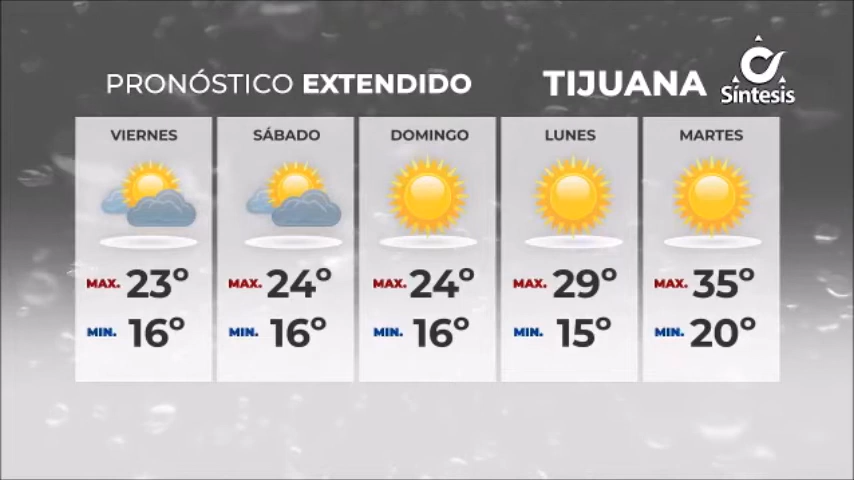 PRONÓSTICO EXTENDIDO
TIJUANA
Síntesis
VIERNES
MAX. 23°
MIN. 16°
SÁBADO
MAX. 24°
MIN. 16°
DOMINGO
MAX. 24°
MIN. 16°
LUNES
MAX. 29°
MIN. 15°
MARTES
MAX. 35°
MIN. 20°